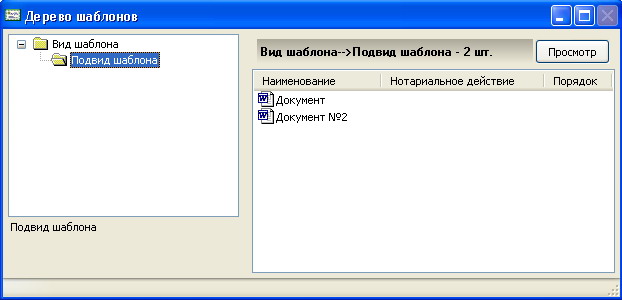 Дерево шаблонов
Вид шаблона
Подвид шаблона
Подвид шаблона
Вид шаблона-->Подвид шаблона - 2 шт.
Просмотр
Наименование Нотариальное действие Порядок
Документ
Документ №2